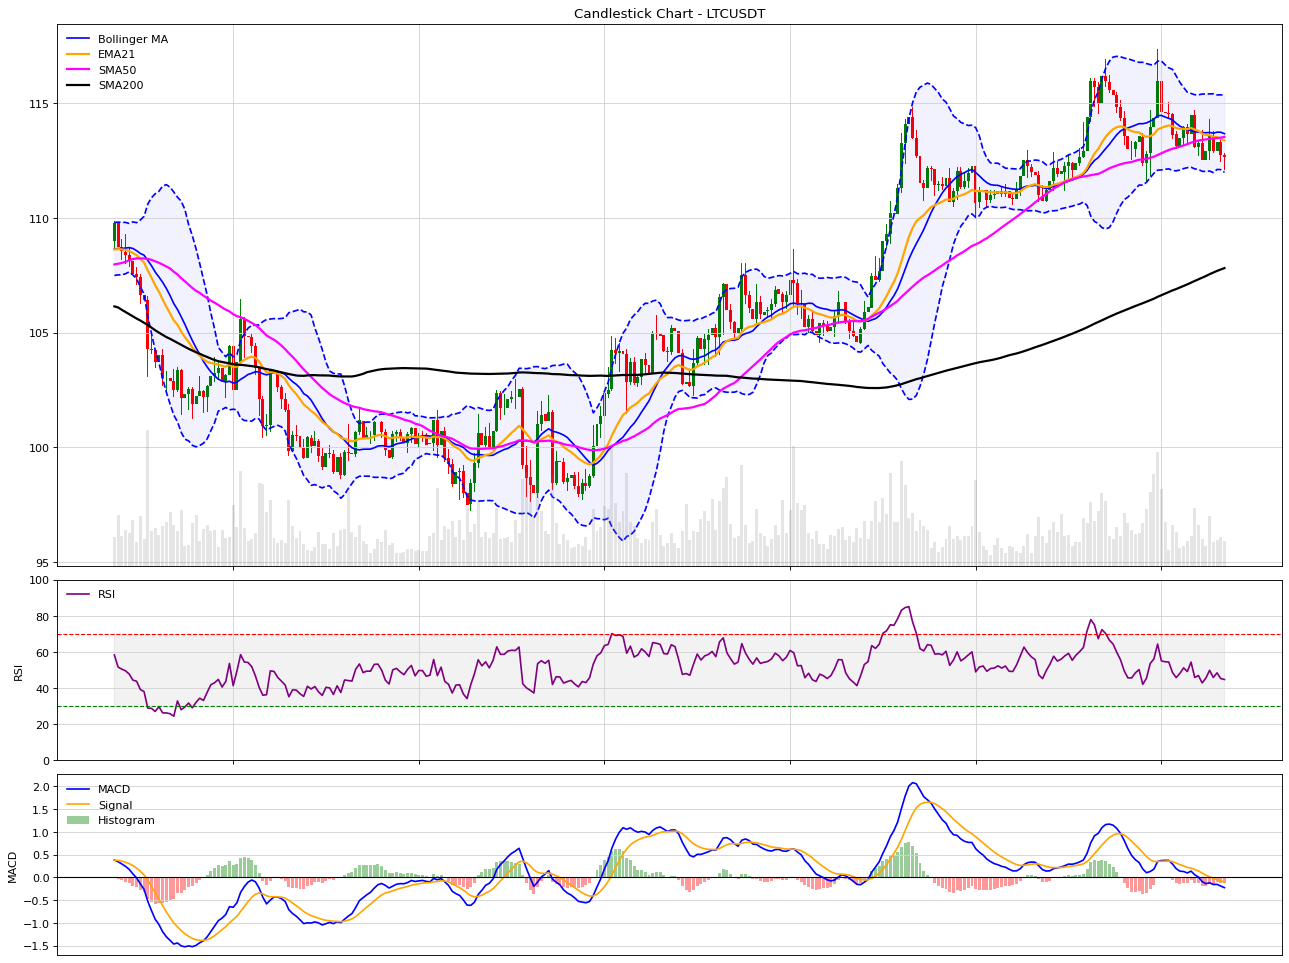 Candlestick Chart - LTCUSDT
Bollinger MA
EMA21
SMA50
SMA200
115
110
105
100
95
100
80
60
40
20
0
RSI
RSI
2.0
1.5
1.0
0.5
0.0
−0.5
−1.0
−1.5
MACD
MACD
Signal
Histogram